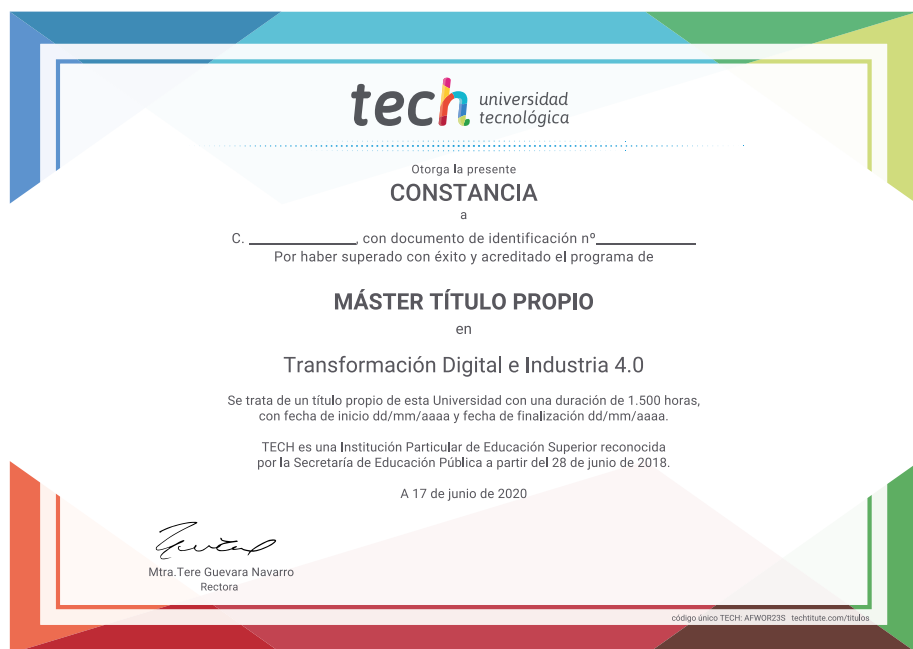 tech universidad
tecnológica
Otorga la presente
CONSTANCIA
a
C. ____________, con documento de identificación nº____________
Por haber superado con éxito y acreditado el programa de
MÁSTER TÍTULO PROPIO
en
Transformación Digital e Industria 4.0
Se trata de un título propio de esta Universidad con una duración de 1.500 horas,
con fecha de inicio dd/mm/aaaa y fecha de finalización dd/mm/aaaa.
TECH es una Institución Particular de Educación Superior reconocida
por la Secretaría de Educación Pública a partir del 28 de junio de 2018.
A 17 de junio de 2020
Mtra.Tere Guevara Navarro
Rectora
código único TECH: AFWOR23S techtitute.com/titulos